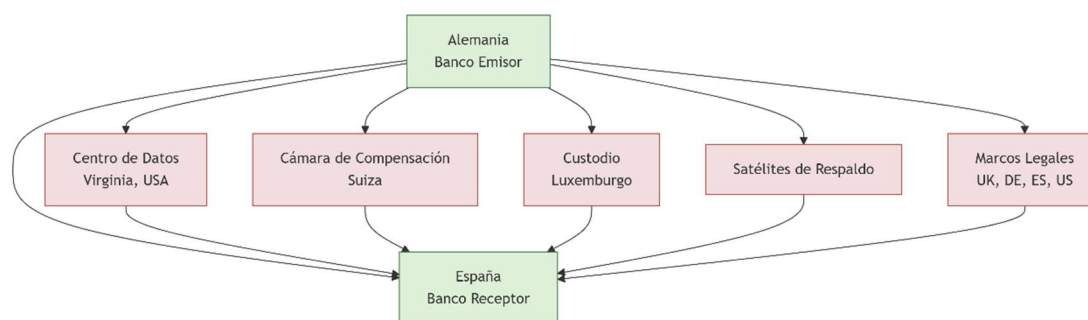 Alemania
Banco Emisor
Centro de Datos
Virginia, USA
Cámara de Compensación
Suiza
Custodio
Luxemburgo
Satélites de Respaldo
Marcos Legales
UK, DE, ES, US
España
Banco Receptor